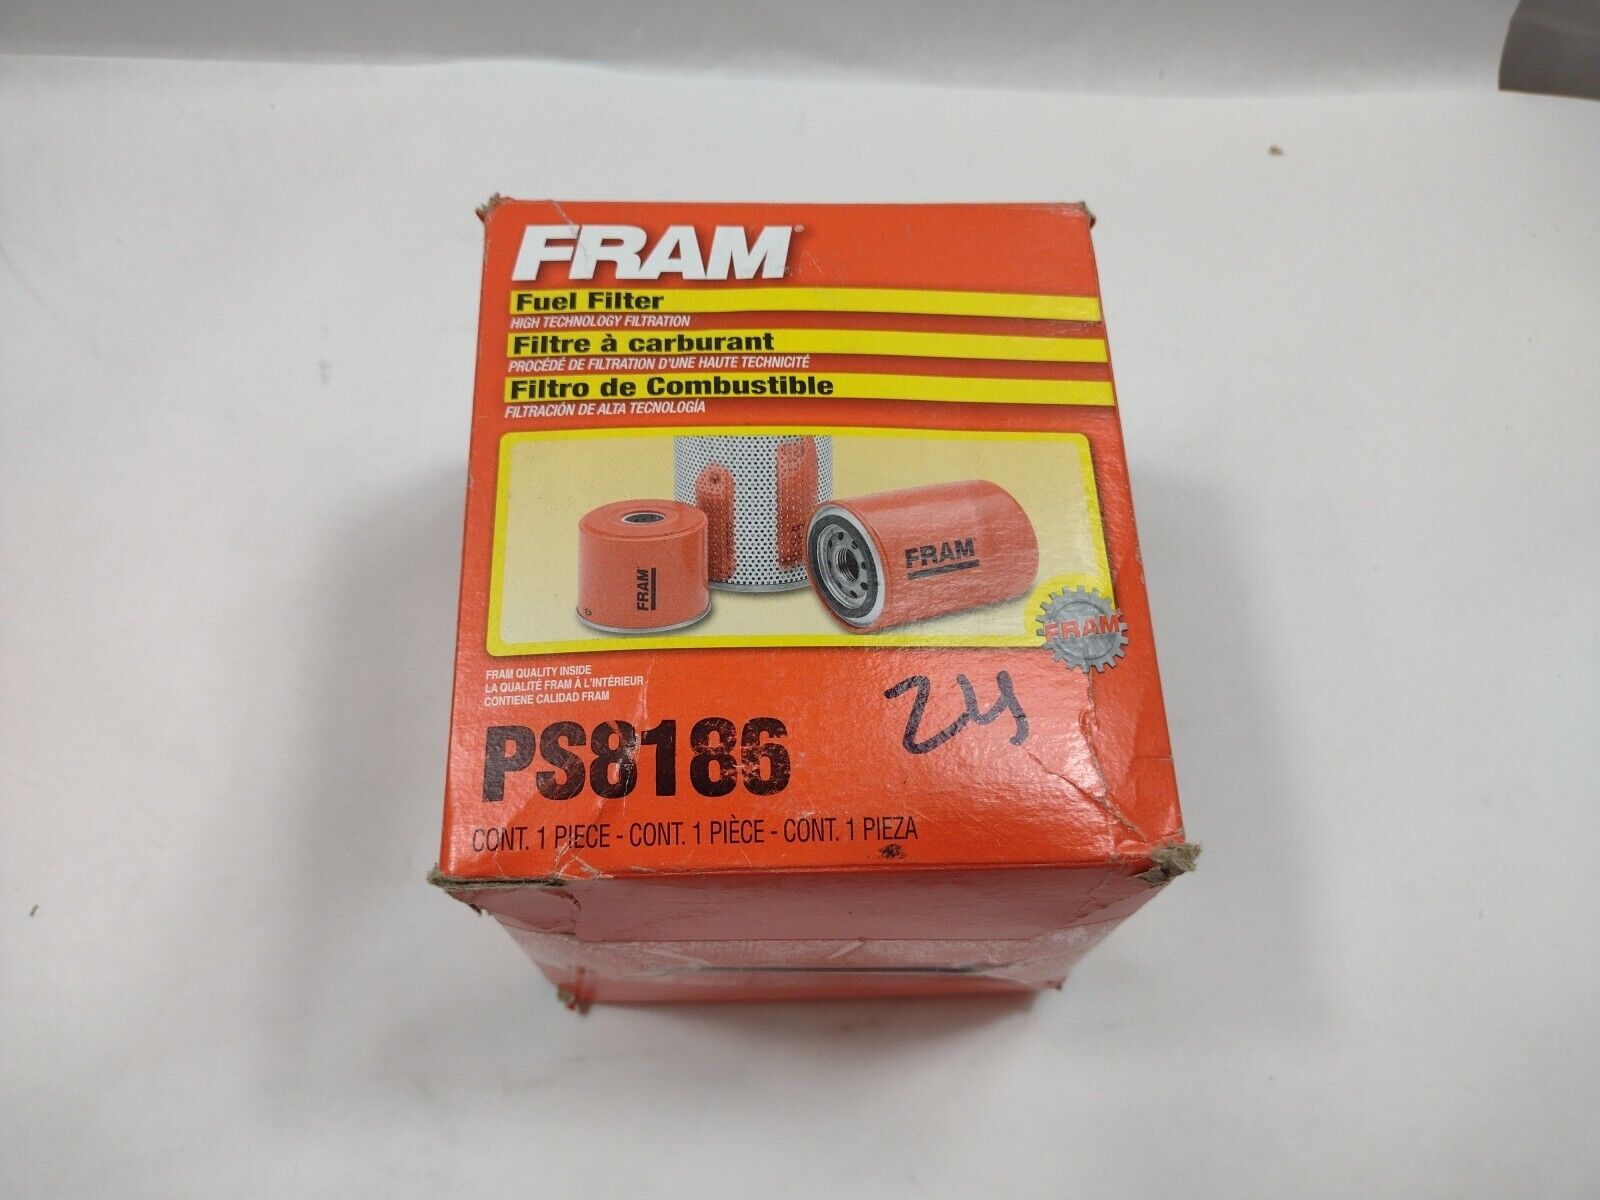 FRAM®
Fuel Filter
HIGH TECHNOLOGY FILTRATION
Filtre à carburant
PROCÉDÉ DE FILTRATION D'UNE HAUTE TECHNICITÉ
Filtro de Combustible
FILTRACIÓN DE ALTA TECNOLOGÍA
FRAM
FRAM
FRAM
FRAM QUALITY INSIDE
LA QUALITÉ FRAM À L'INTÉRIEUR
CONTIENE CALIDAD FRAM
24
PS8186
CONT. 1 PIECE - CONT. 1 PIÈCE - CONT. 1 PIEZA